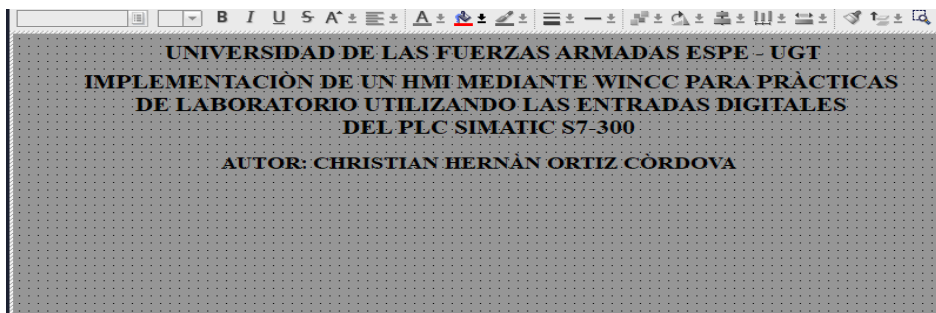 B I U S A
A
UNIVERSIDAD DE LAS FUERZAS ARMADAS ESPE - UGT
IMPLEMENTACIÒN DE UN HMI MEDIANTE WINCC PARA PRÀCTICAS
DE LABORATORIO UTILIZANDO LAS ENTRADAS DIGITALES
DEL PLC SIMATIC S7-300
AUTOR: CHRISTIAN HERNÀN ORTIZ CÒRDOVA